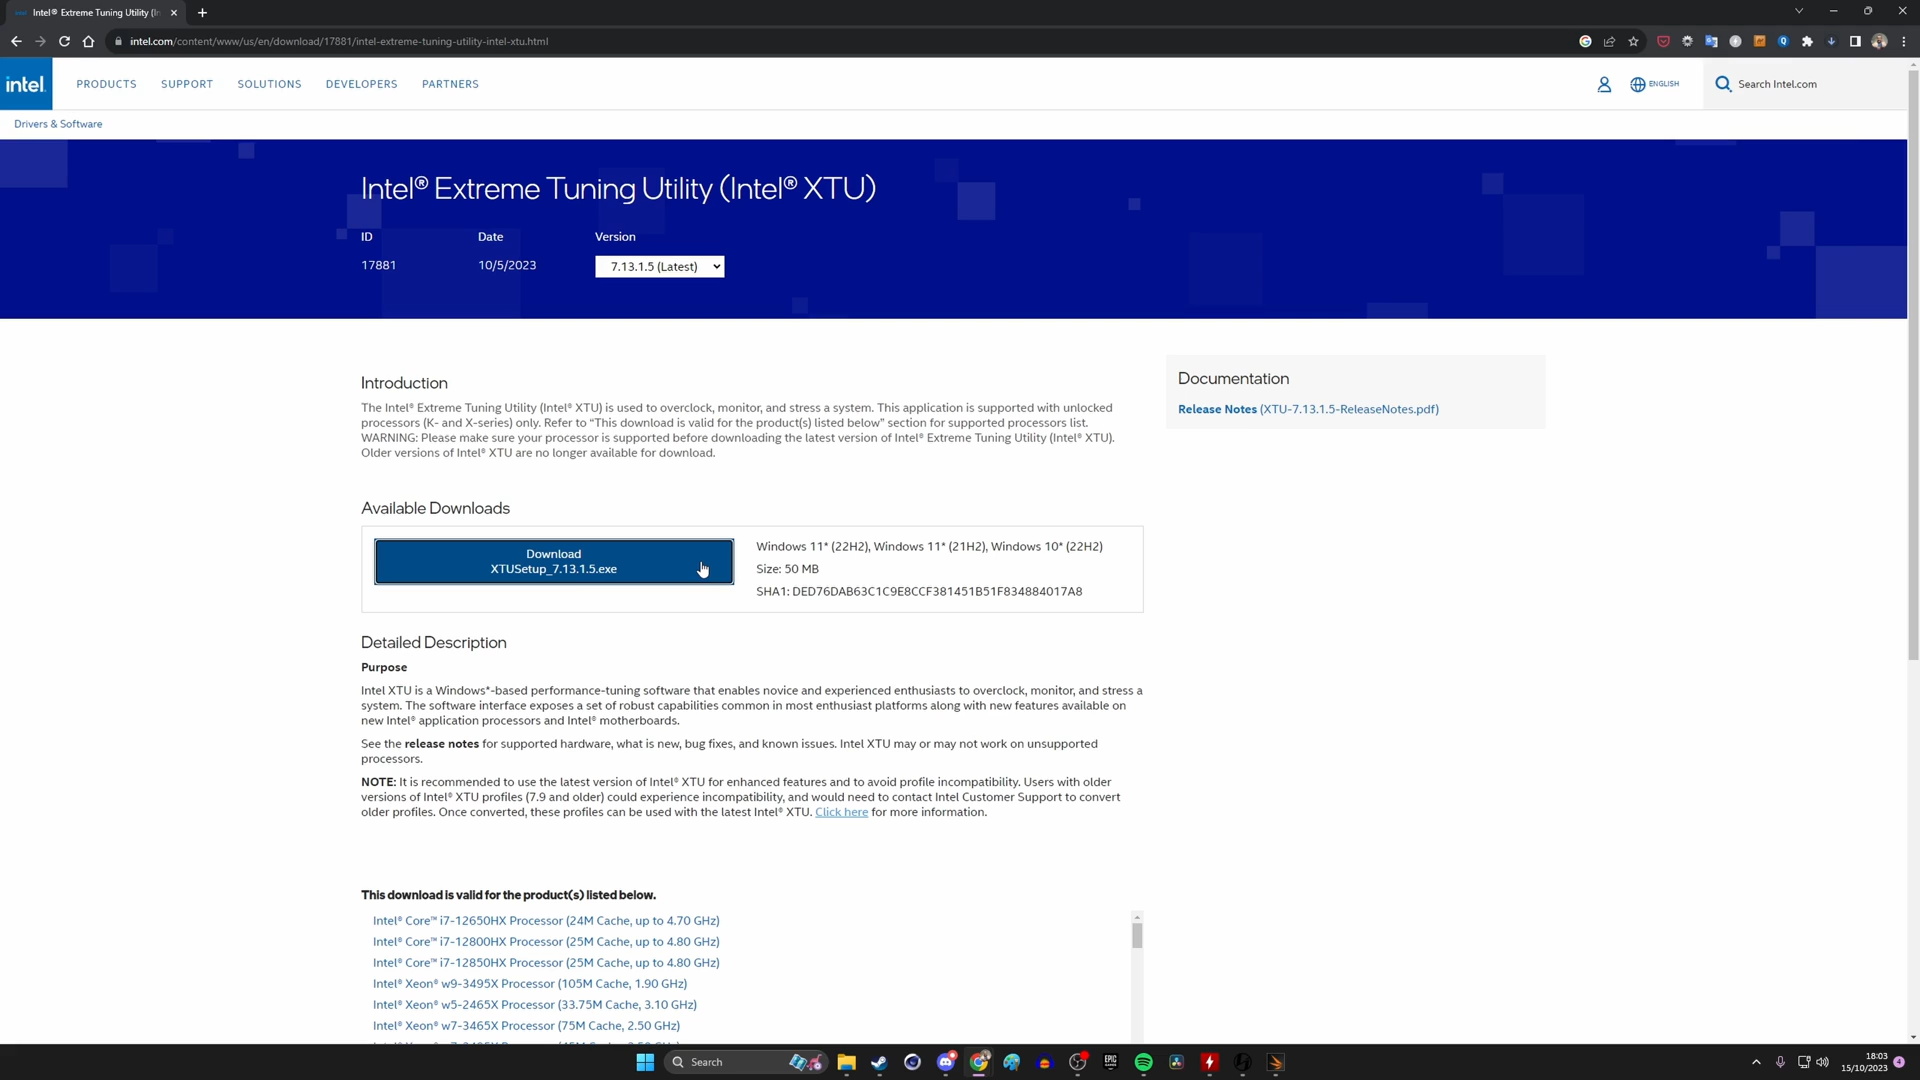 Intel® Extreme Tuning Utility (In
intel.com/content/www/us/en/download/17881/intel-extreme-tuning-utility-intel-xtu.html
intel.
PRODUCTS
SUPPORT
SOLUTIONS
DEVELOPERS
PARTNERS
ENGLISH
Search Intel.com
Drivers & Software
Intel® Extreme Tuning Utility (Intel® XTU)
ID
Date
Version
17881
10/5/2023
7.13.1.5 (Latest)
Introduction
The Intel® Extreme Tuning Utility (Intel® XTU) is used to overclock, monitor, and stress a system. This application is supported with unlocked
processors (K- and X-series) only. Refer to “This download is valid for the product(s) listed below” section for supported processors list.
WARNING: Please make sure your processor is supported before downloading the latest version of Intel® Extreme Tuning Utility (Intel® XTU).
Older versions of Intel® XTU are no longer available for download.
Documentation
Release Notes (XTU-7.13.1.5-ReleaseNotes.pdf)
Available Downloads
Download
XTUSetup_7.13.1.5.exe
Windows 11* (22H2), Windows 11* (21H2), Windows 10* (22H2)
Size: 50 MB
SHA1: DED76DAB63C1C9E8CCF381451B51F834884017A8
Detailed Description
Purpose
Intel XTU is a Windows*-based performance-tuning software that enables novice and experienced enthusiasts to overclock, monitor, and stress a
system. The software interface exposes a set of robust capabilities common in most enthusiast platforms along with new features available on
new Intel® application processors and Intel® motherboards.
See the release notes for supported hardware, what is new, bug fixes, and known issues. Intel XTU may or may not work on unsupported
processors.
NOTE: It is recommended to use the latest version of Intel® XTU for enhanced features and to avoid profile incompatibility. Users with older
versions of Intel® XTU profiles (7.9 and older) could experience incompatibility, and would need to contact Intel Customer Support to convert
older profiles. Once converted, these profiles can be used with the latest Intel® XTU. Click here for more information.
This download is valid for the product(s) listed below.
Intel® Core™ i7-12650HX Processor (24M Cache, up to 4.70 GHz)
Intel® Core™ i7-12800HX Processor (25M Cache, up to 4.80 GHz)
Intel® Core™ i7-12850HX Processor (25M Cache, up to 4.80 GHz)
Intel® Xeon® w9-3495X Processor (105M Cache, 1.90 GHz)
Intel® Xeon® w5-2465X Processor (33.75M Cache, 3.10 GHz)
Intel® Xeon® w7-3465X Processor (75M Cache, 2.50 GHz)
Search
EPIC
18:03
15/10/2023
4